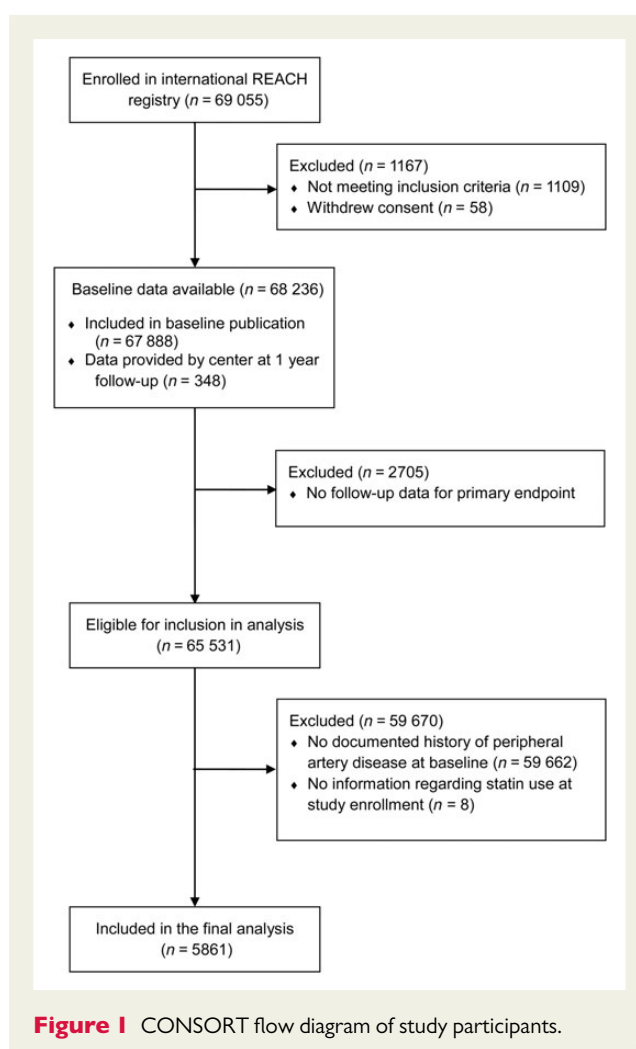 Enrolled in international REACH
registry (n = 69 055)
Excluded (n = 1167)
♦ Not meeting inclusion criteria (n = 1109)
♦ Withdrew consent (n = 58)
Baseline data available (n = 68 236)
♦ Included in baseline publication
(n = 67 888)
♦ Data provided by center at 1 year
follow-up (n = 348)
Excluded (n = 2705)
♦ No follow-up data for primary endpoint
Eligible for inclusion in analysis
(n = 65 531)
Excluded (n = 59 670)
♦ No documented history of peripheral
artery disease at baseline (n = 59 662)
♦ No information regarding statin use at
study enrollment (n = 8)
Included in the final analysis
(n = 5861)
Figure 1 CONSORT flow diagram of study participants.